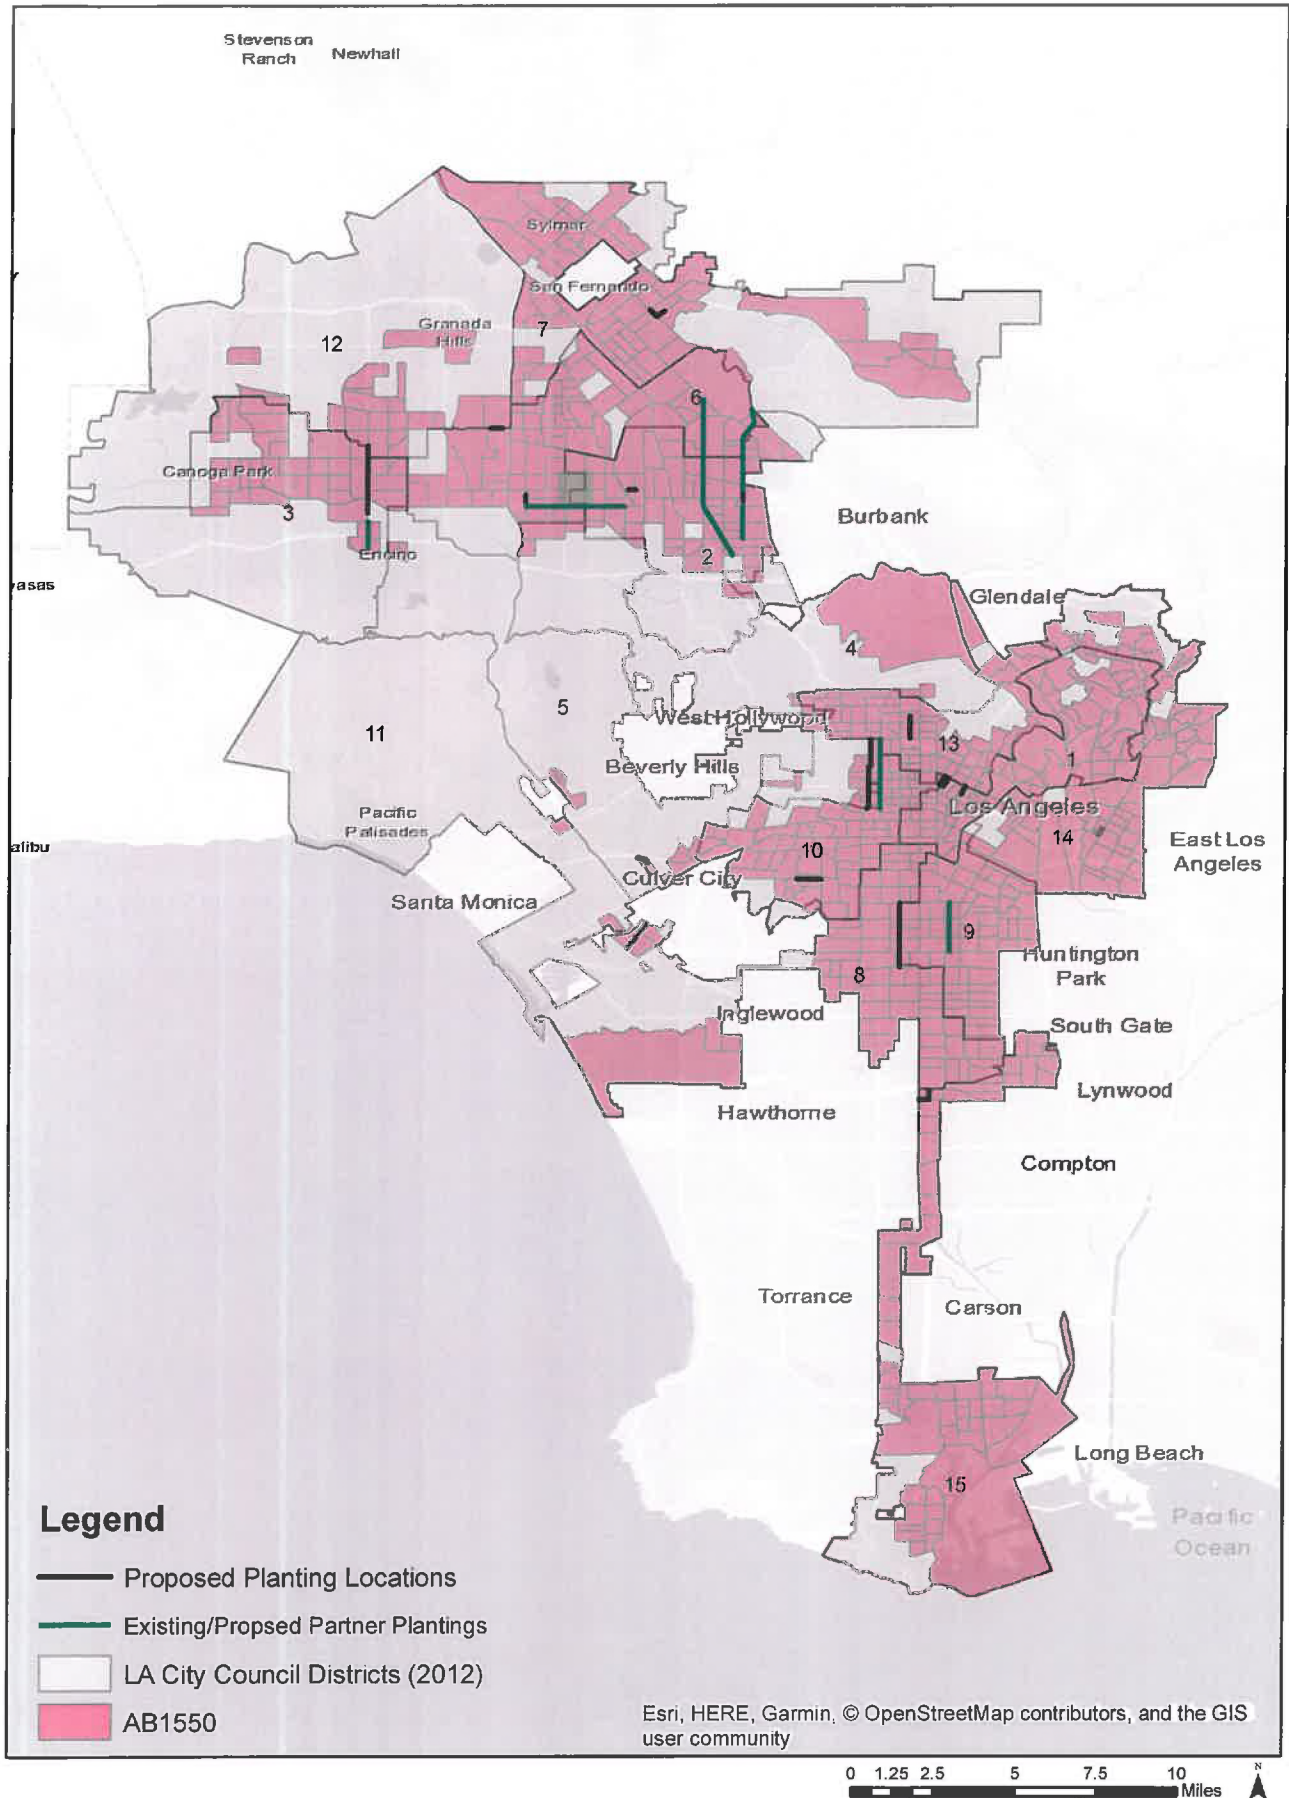 Stevenson
Ranch
Newhall
Sylmar
San Fernando
Granada
Hills
7
12
6
Canoga Park
3
Burbank
Encino
2
asas
Glendale
4
5
West Hollywood
11
13
1
Beverly Hills
Los Angeles
Pacific
Palisades
14
alibu
10
East Los
Angeles
Culver City
Santa Monica
9
Huntington
Park
8
Inglewood
South Gate
Lynwood
Hawthorne
Compton
Torrance
Carson
Long Beach
15
Pacific
Ocean
Legend
Proposed Planting Locations
Existing/Propsed Partner Plantings
LA City Council Districts (2012)
AB1550
Esri, HERE, Garmin, © OpenStreetMap contributors, and the GIS
user community
0 1.25 2.5 5 7.5 10
Miles
N